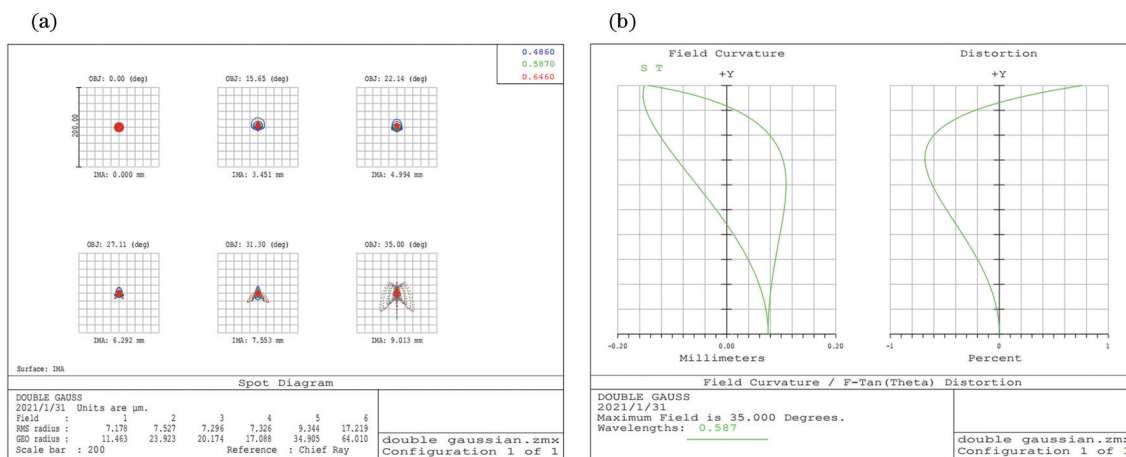 (a)
0.4860
0.5870
0.6460
OBJ: 0.00 (deg)
OBJ: 15.65 (deg)
OBJ: 22.14 (deg)
200.00
IMA: 0.000 mm
IMA: 3.451 mm
IMA: 4.994 mm
OBJ: 27.11 (deg)
OBJ: 31.30 (deg)
OBJ: 35.00 (deg)
IMA: 6.292 mm
IMA: 7.553 mm
IMA: 9.013 mm
Surface: IMA
Spot Diagram
DOUBLE GAUSS
2021/1/31 Units are µm.
Field : 1 2 3 4 5 6
RMS radius : 7.178 7.527 7.296 7.326 9.344 17.219
GEO radius : 11.463 23.923 20.174 17.088 34.905 64.010
Scale bar : 200 Reference : Chief Ray
double gaussian.zmx
Configuration 1 of 1
(b)
Field Curvature
Distortion
S T
+Y
+Y
-0.20 0.00 0.20
Millimeters
-1 0 1
Percent
Field Curvature / F-Tan(Theta) Distortion
DOUBLE GAUSS
2021/1/31
Maximum Field is 35.000 Degrees.
Wavelengths: 0.587
double gaussian.zmx
Configuration 1 of 1